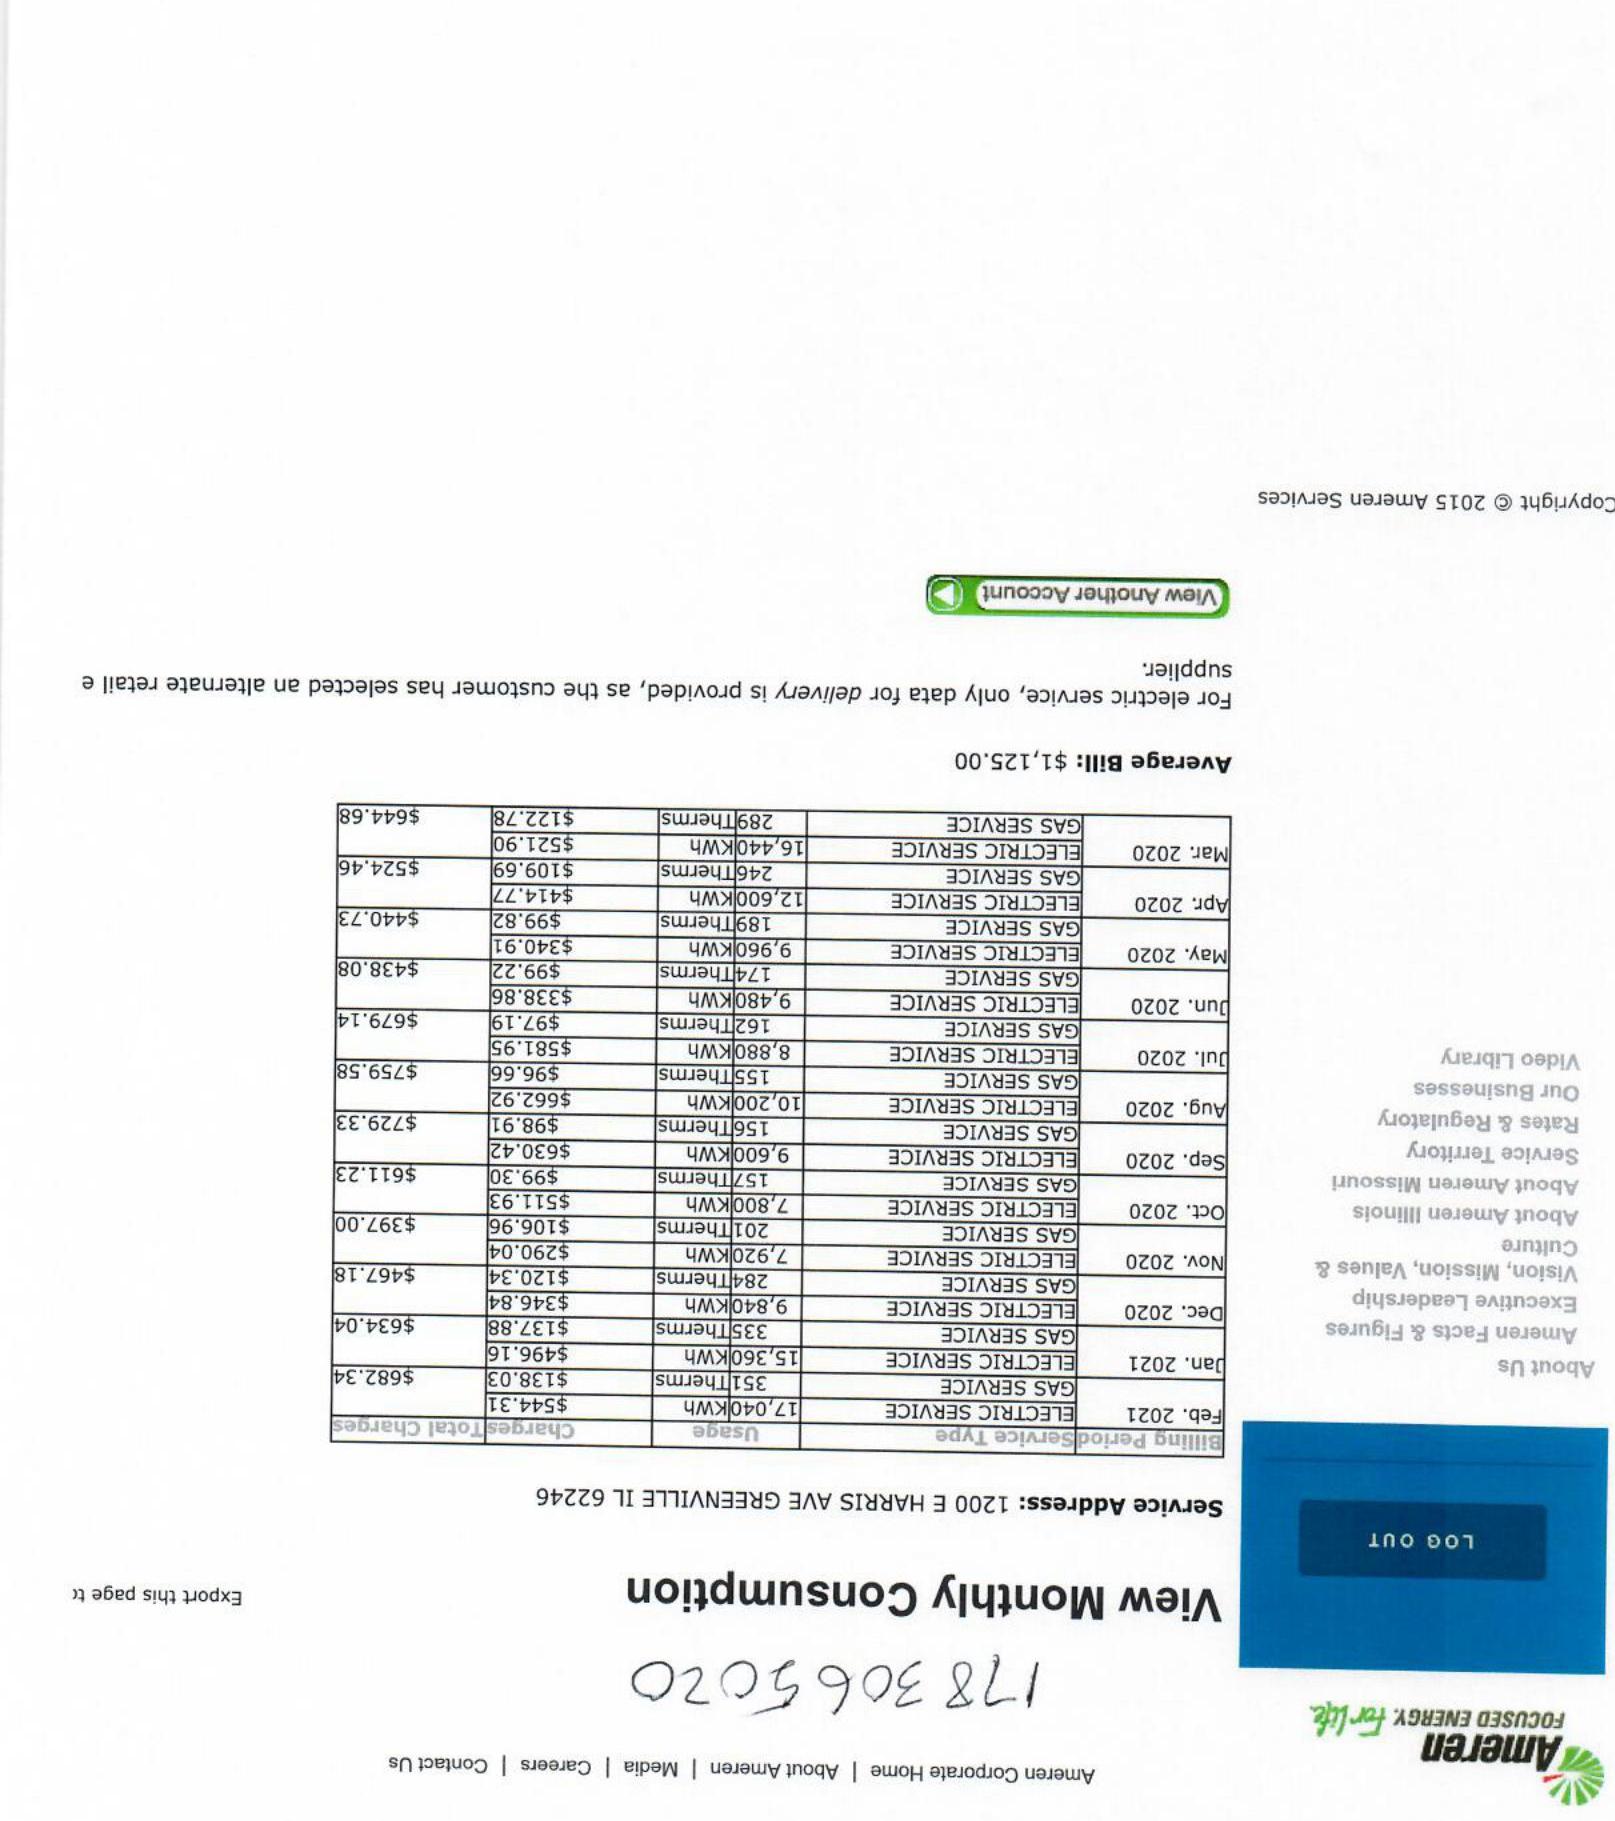 Ameren
FOCUSED ENERGY. For life.
Ameren Corporate Home | About Ameren | Media | Careers | Contact Us
1783065020
LOG OUT
About Us
Ameren Facts & Figures
Executive Leadership
Vision, Mission, Values &
Culture
About Ameren Illinois
About Ameren Missouri
Service Territory
Rates & Regulatory
Our Businesses
Video Library
View Monthly Consumption
Export this page
Service Address: 1200 E HARRIS AVE GREENVILLE IL 62246
Billing Period Service Type Usage Charges Total Charges
Feb. 2021 ELECTRIC SERVICE 17,040 KWh $544.31 $682.34
GAS SERVICE 351 Therms $138.03
Jan. 2021 ELECTRIC SERVICE 15,360 KWh $496.16 $634.04
GAS SERVICE 335 Therms $137.88
Dec. 2020 ELECTRIC SERVICE 9,840 KWh $346.84 $467.18
GAS SERVICE 284 Therms $120.34
Nov. 2020 ELECTRIC SERVICE 7,920 KWh $290.04 $397.00
GAS SERVICE 201 Therms $106.96
Oct. 2020 ELECTRIC SERVICE 7,800 KWh $511.93 $611.23
GAS SERVICE 157 Therms $99.30
Sep. 2020 ELECTRIC SERVICE 9,600 KWh $630.42 $729.33
GAS SERVICE 156 Therms $98.91
Aug. 2020 ELECTRIC SERVICE 10,200 KWh $662.92 $759.58
GAS SERVICE 155 Therms $96.66
Jul. 2020 ELECTRIC SERVICE 8,880 KWh $581.95 $679.14
GAS SERVICE 162 Therms $97.19
Jun. 2020 ELECTRIC SERVICE 9,480 KWh $338.86 $438.08
GAS SERVICE 174 Therms $99.22
May. 2020 ELECTRIC SERVICE 9,960 KWh $340.91 $440.73
GAS SERVICE 189 Therms $99.82
Apr. 2020 ELECTRIC SERVICE 12,600 KWh $414.77 $524.46
GAS SERVICE 246 Therms $109.69
Mar. 2020 ELECTRIC SERVICE 16,440 KWh $521.90 $644.68
GAS SERVICE 289 Therms $122.78
Average Bill: $1,125.00
For electric service, only data for delivery is provided, as the customer has selected an alternate retail e
supplier.
View Another Account
Copyright © 2015 Ameren Services